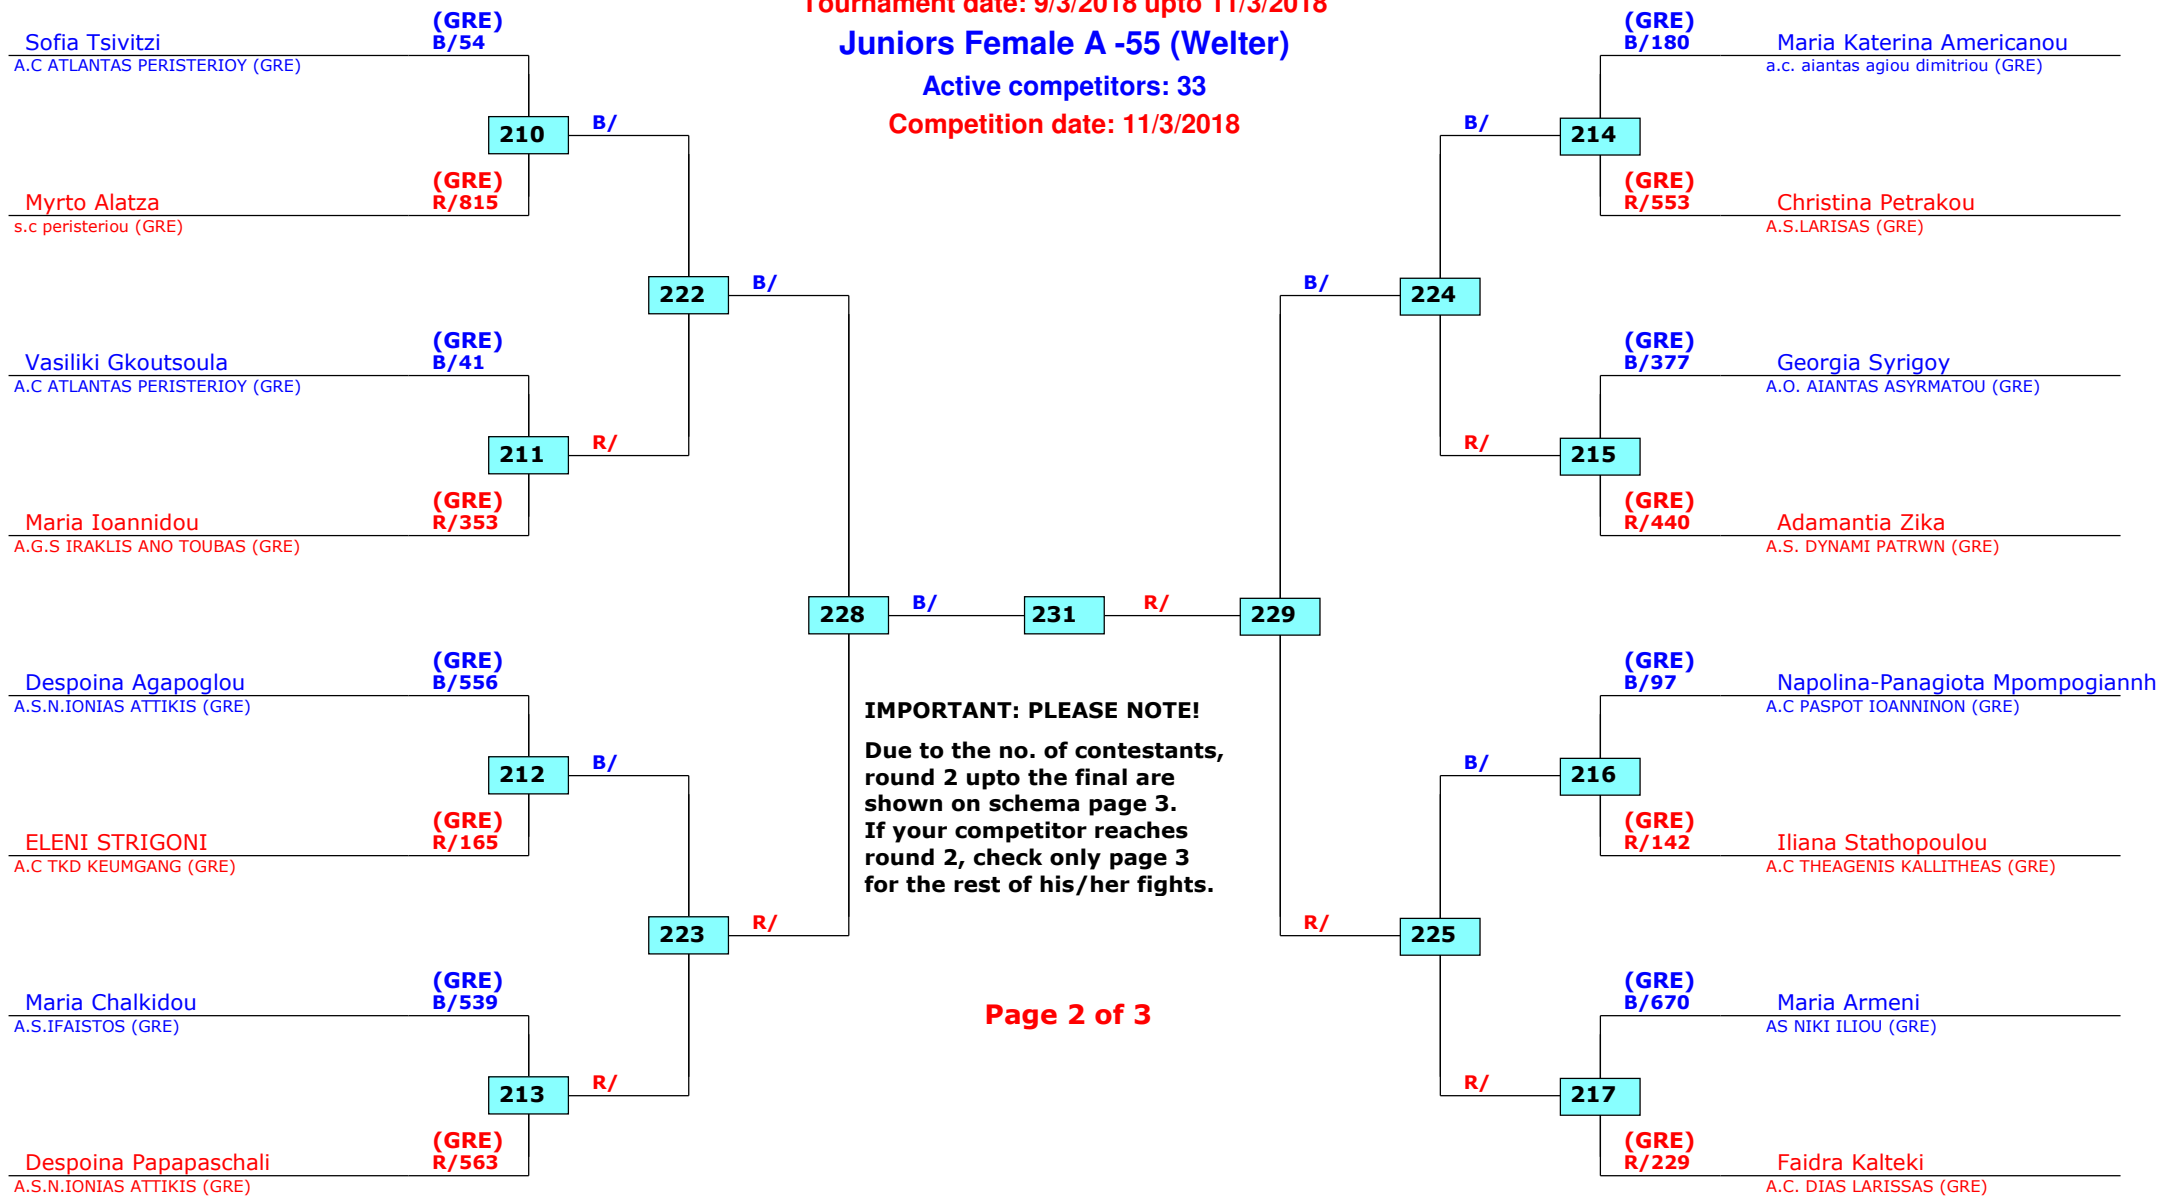 Tournament date: 9/3/2018 upto 11/3/2018
Juniors Female A -55 (Welter)
Active competitors: 33
Competition date: 11/3/2018
(GRE)
Sofia Tsivitzi B/54
A.C ATLANTAS PERISTERIOY (GRE)
210 B/
(GRE)
Myrto Alatza R/815
s.c peristeriou (GRE)
222 B/
(GRE)
Vasiliki Gkoutsoula B/41
A.C ATLANTAS PERISTERIOY (GRE)
211 R/
(GRE)
Maria Ioannidou R/353
A.G.S IRAKLIS ANO TOUBAS (GRE)
228 B/ 231 R/ 229
(GRE)
Despoina Agapoglou B/556
A.S.N.IONIAS ATTIKIS (GRE)
212 B/
(GRE)
ELENI STRIGONI R/165
A.C TKD KEUMGANG (GRE)
223 R/
(GRE)
Maria Chalkidou B/539
A.S.IFAISTOS (GRE)
213 R/
(GRE)
Despoina Papapaschali R/563
A.S.N.IONIAS ATTIKIS (GRE)
IMPORTANT: PLEASE NOTE!
Due to the no. of contestants,
round 2 upto the final are
shown on schema page 3.
If your competitor reaches
round 2, check only page 3
for the rest of his/her fights.
Page 2 of 3
(GRE)
B/180 Maria Katerina Americanou
a.c. aiantas agiou dimitriou (GRE)
B/ 214
(GRE)
R/553 Christina Petrakou
A.S.LARISAS (GRE)
B/ 224
(GRE)
B/377 Georgia Syrigoy
A.O. AIANTAS ASYRMATOU (GRE)
R/ 215
(GRE)
R/440 Adamantia Zika
A.S. DYNAMI PATRWN (GRE)
(GRE)
B/97 Napolina-Panagiota Mpompogiannh
A.C PASPOT IOANNINON (GRE)
B/ 216
(GRE)
R/142 Iliana Stathopoulou
A.C THEAGENIS KALLITHEAS (GRE)
R/ 225
(GRE)
B/670 Maria Armeni
AS NIKI ILIOU (GRE)
R/ 217
(GRE)
R/229 Faidra Kalteki
A.C. DIAS LARISSAS (GRE)